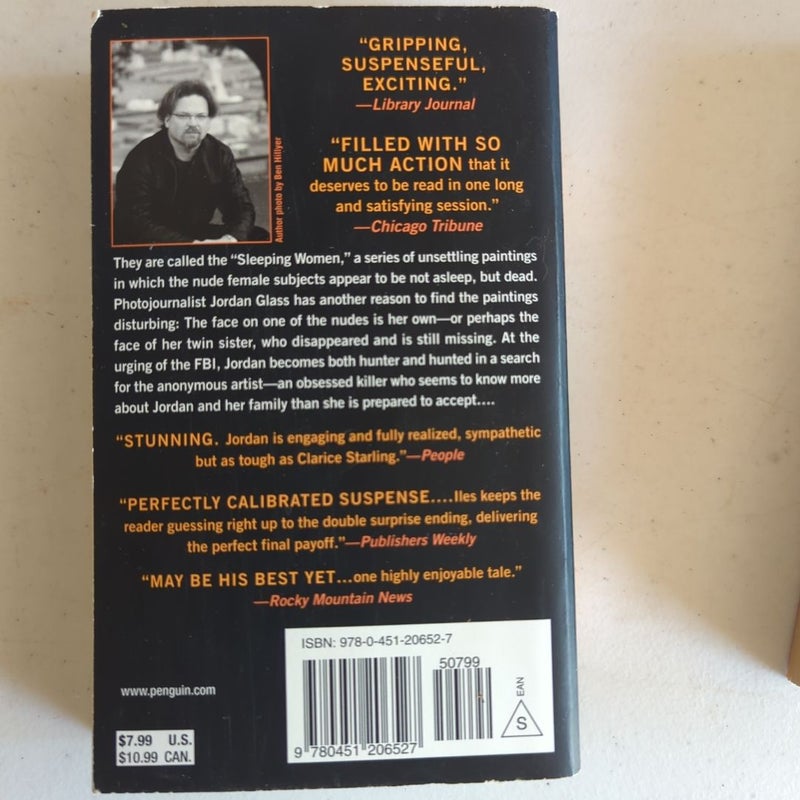 “GRIPPING,
SUSPENSEFUL,
EXCITING.”
—Library Journal
“FILLED WITH SO
MUCH ACTION that it
deserves to be read in one long
and satisfying session.”
—Chicago Tribune
Author photo by Ben Hillyer
They are called the “Sleeping Women,” a series of unsettling paintings
in which the nude female subjects appear to be not asleep, but dead.
Photojournalist Jordan Glass has another reason to find the paintings
disturbing: The face on one of the nudes is her own—or perhaps the
face of her twin sister, who disappeared and is still missing. At the
urging of the FBI, Jordan becomes both hunter and hunted in a search
for the anonymous artist—an obsessed killer who seems to know more
about Jordan and her family than she is prepared to accept....
“STUNNING. Jordan is engaging and fully realized, sympathetic
but as tough as Clarice Starling.”—People
“PERFECTLY CALIBRATED SUSPENSE....Iles keeps the
reader guessing right up to the double surprise ending, delivering
the perfect final payoff.”—Publishers Weekly
“MAY BE HIS BEST YET...one highly enjoyable tale.”
—Rocky Mountain News
ISBN: 978-0-451-20652-7
50799
EAN
S
9 780451 206527
www.penguin.com
$7.99 U.S.
$10.99 CAN.